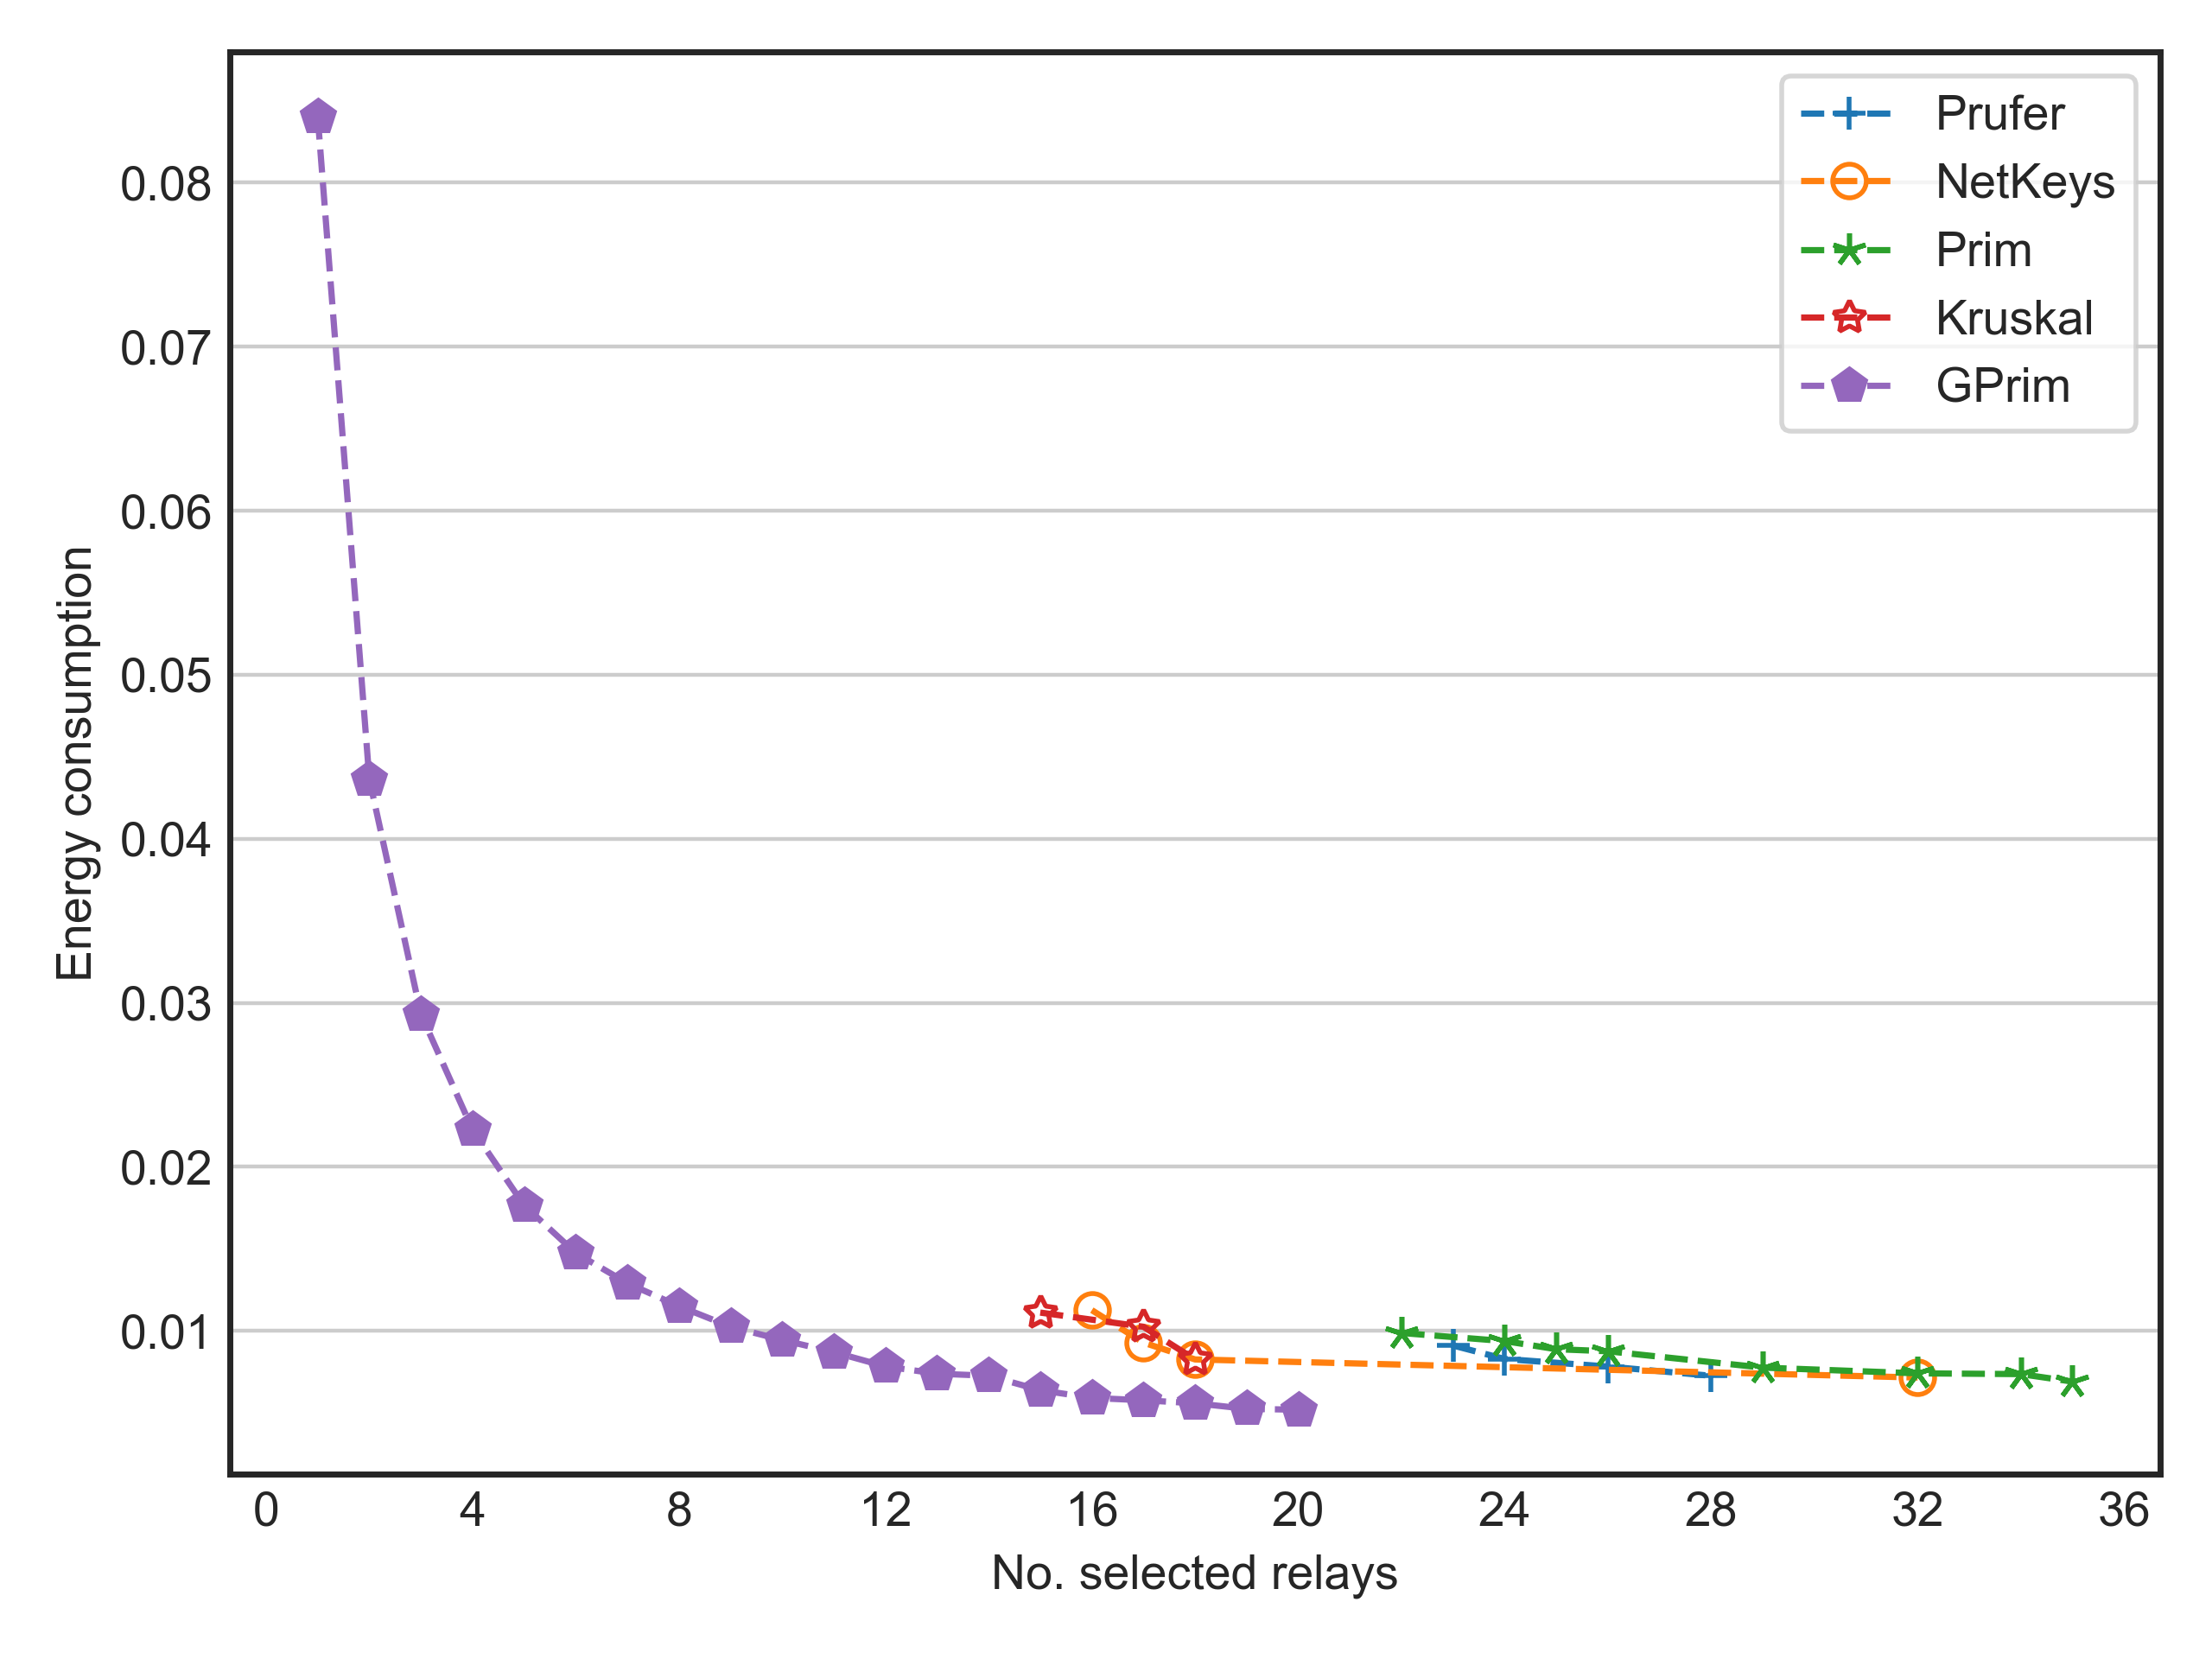 Prufer
NetKeys
Prim
Kruskal
GPrim
0.08
0.07
0.06
0.05
0.04
0.03
0.02
0.01
Energy consumption
0 4 8 12 16 20 24 28 32 36
No. selected relays